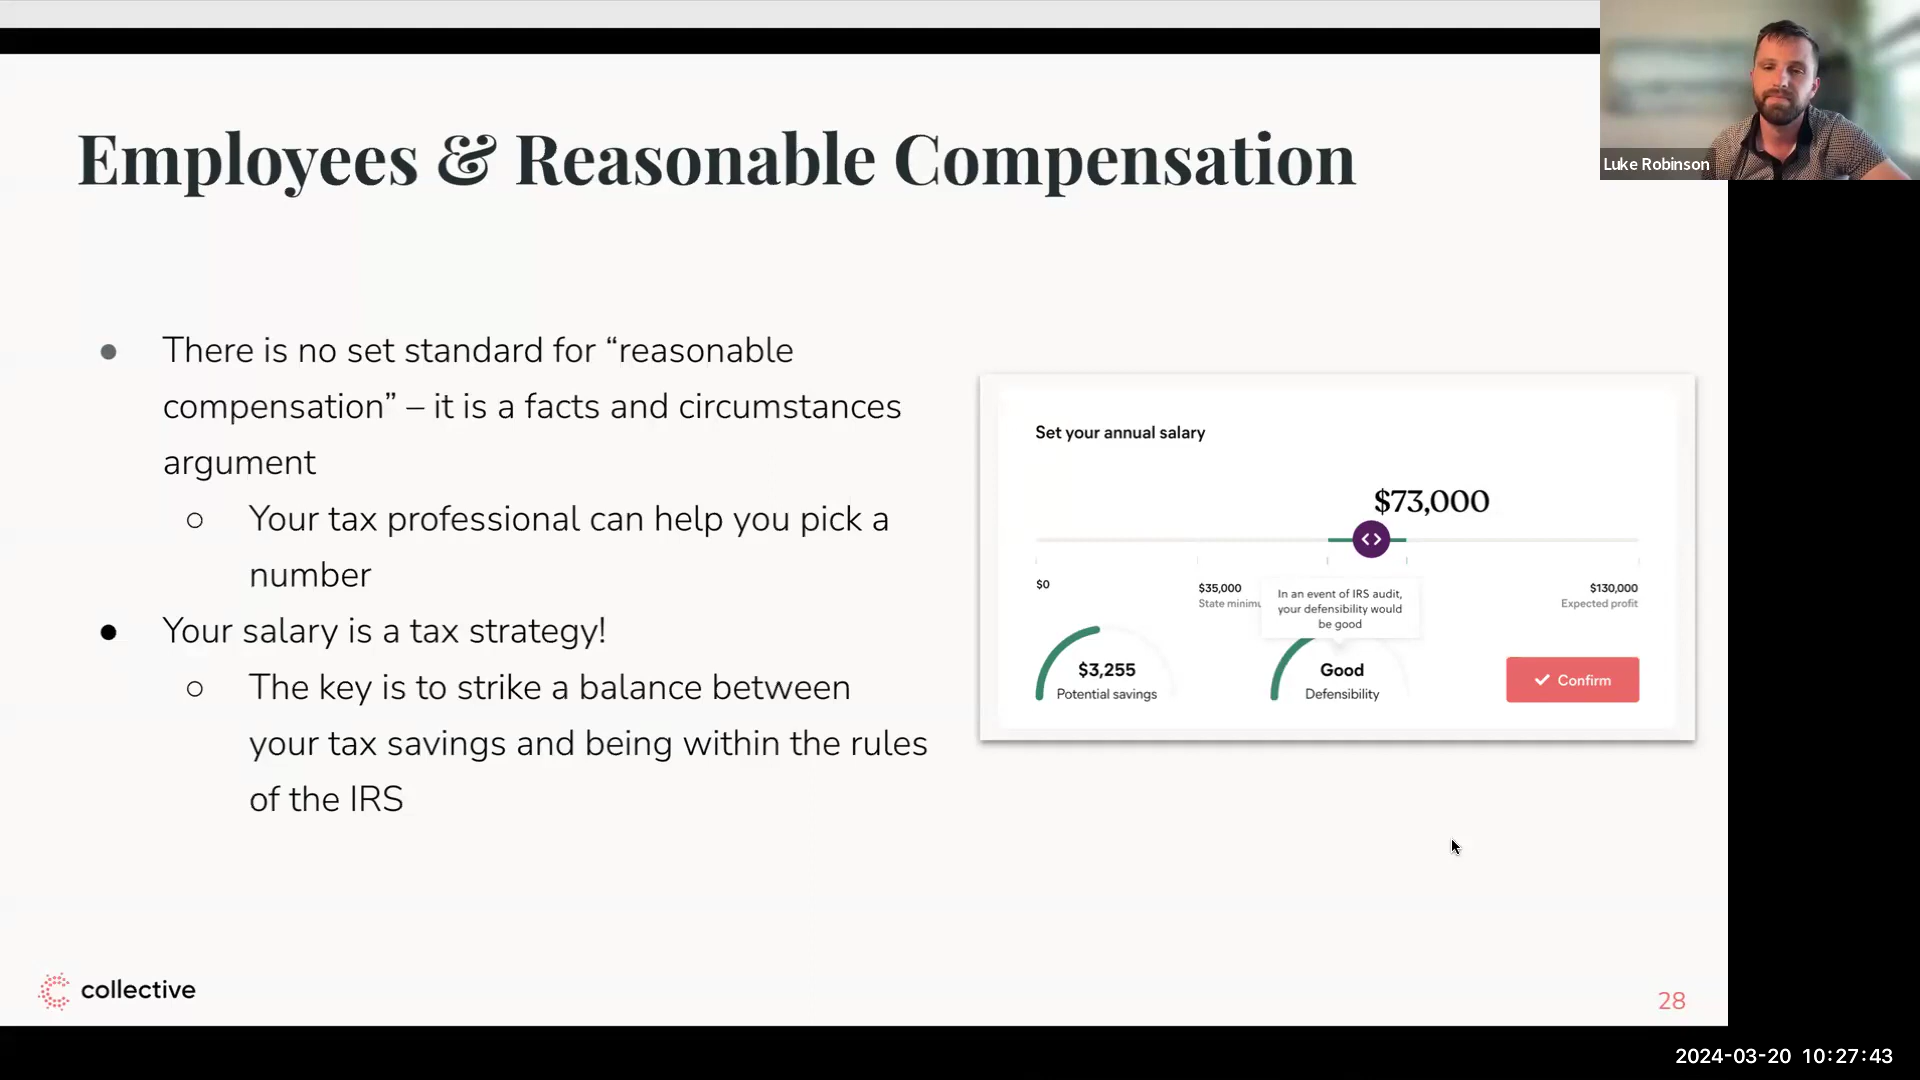 Employees & Reasonable Compensation
Luke Robinson
● There is no set standard for “reasonable
compensation” – it is a facts and circumstances
argument
○ Your tax professional can help you pick a
number
● Your salary is a tax strategy!
○ The key is to strike a balance between
your tax savings and being within the rules
of the IRS
Set your annual salary
$73,000
$0
$35,000
State minimu
In an event of IRS audit,
your defensibility would
be good
$130,000
Expected profit
$3,255
Potential savings
Good
Defensibility
Confirm
collective
28
2024-03-20 10:27:43